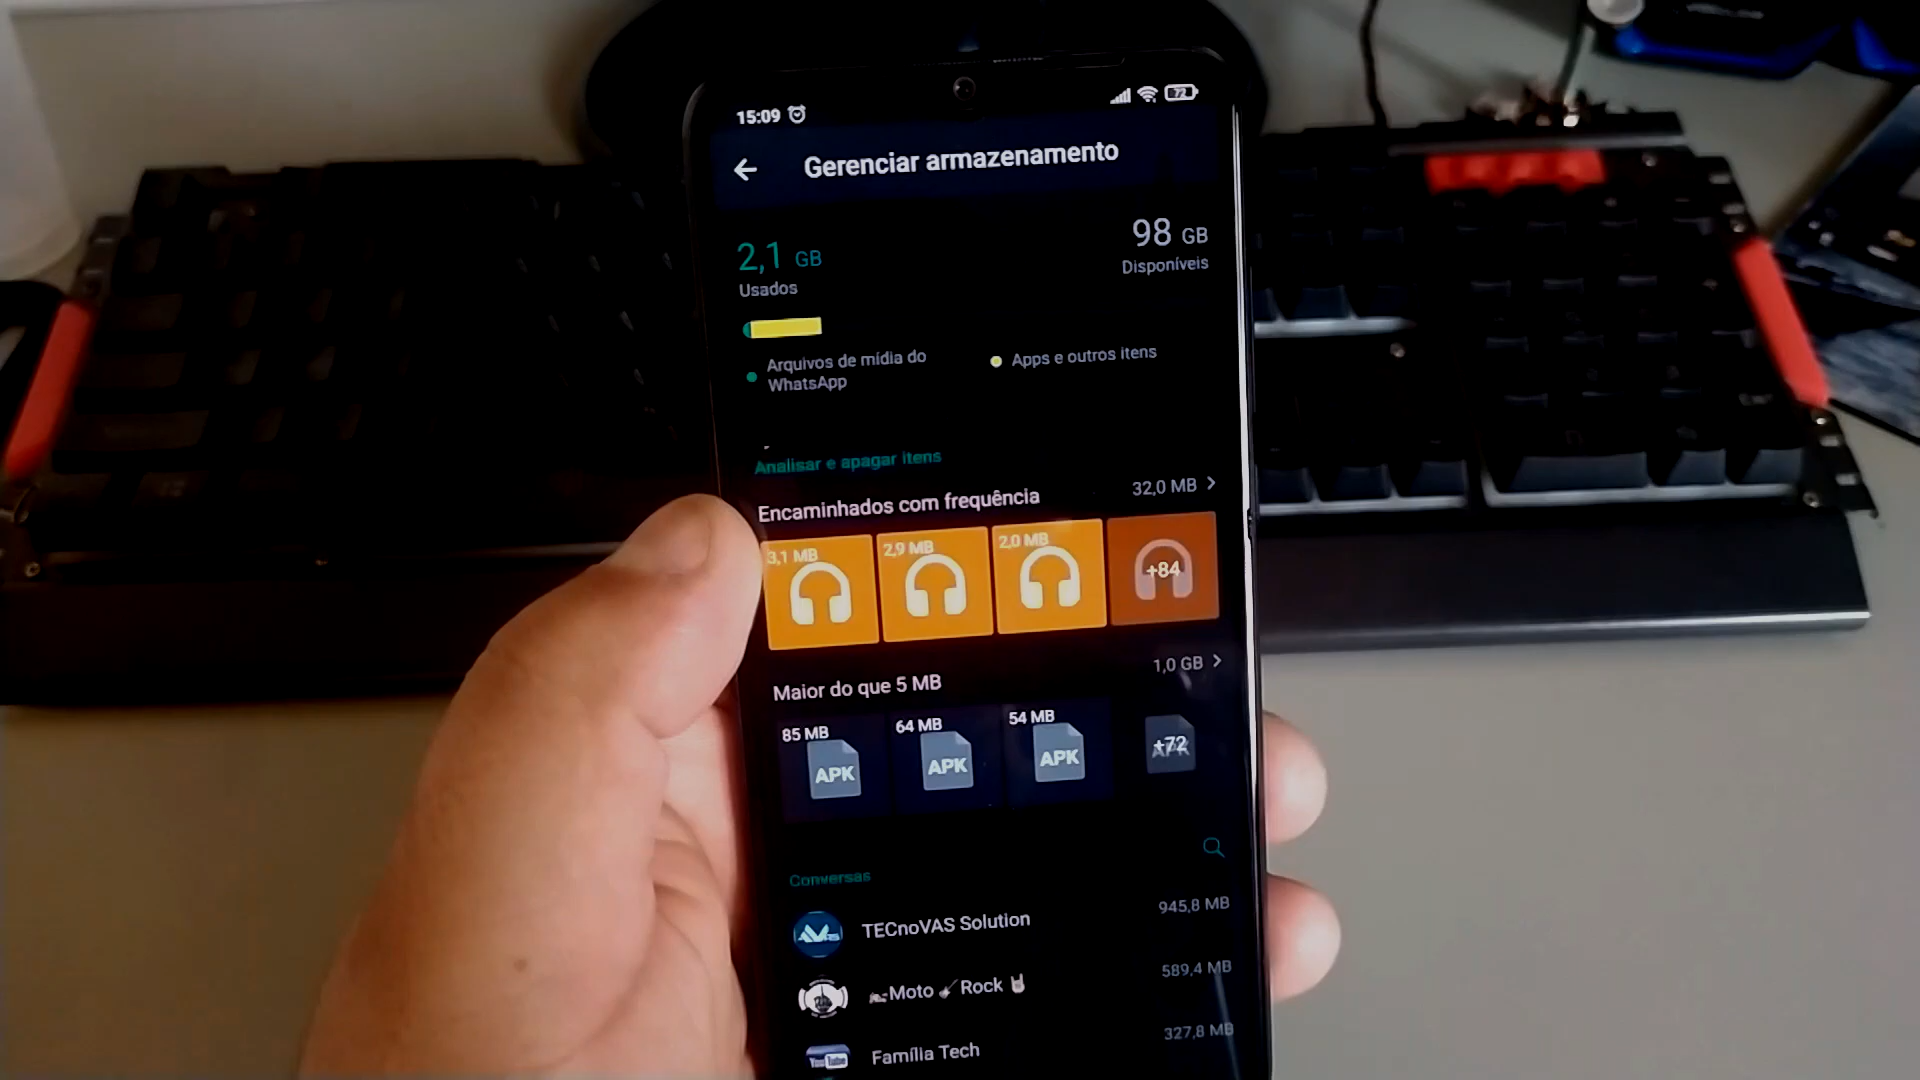 15:09
72
Gerenciar armazenamento
2,1 GB
Usados
98 GB
Disponíveis
Arquivos de mídia do
WhatsApp
Apps e outros itens
Analisar e apagar itens
Encaminhados com frequência
32,0 MB
3,1 MB
2,9 MB
2,0 MB
+84
Maior do que 5 MB
1,0 GB
85 MB
64 MB
54 MB
APK
APK
APK
APK
+72
Conversas
TECnoVAS Solution
945,8 MB
🏍️Moto 🎸Rock 🤘
589,4 MB
YouTube
Família Tech
327,8 MB